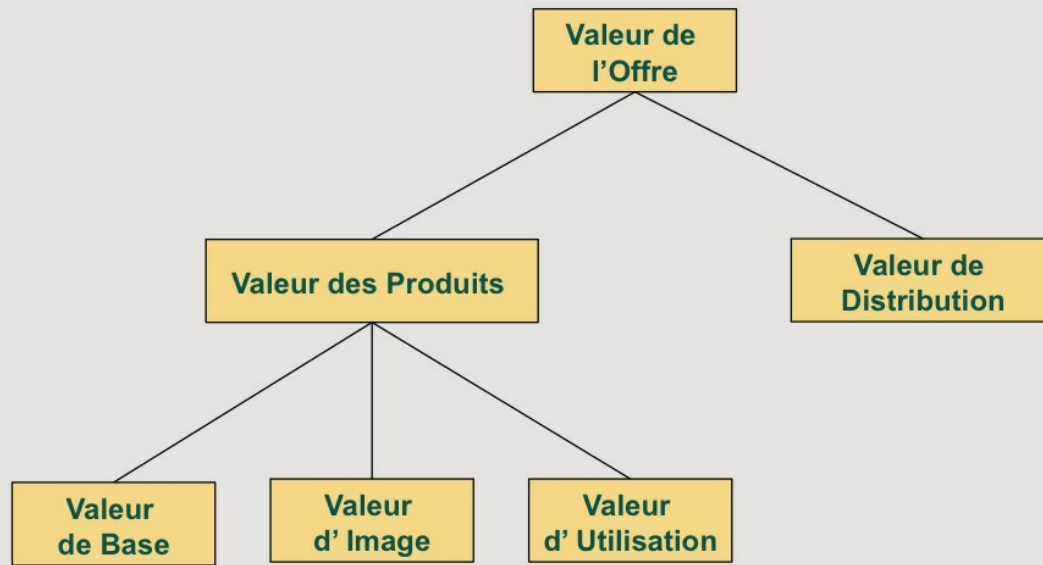 Valeur de
l’Offre
Valeur des Produits
Valeur de
Distribution
Valeur
de Base
Valeur
d’ Image
Valeur
d’ Utilisation